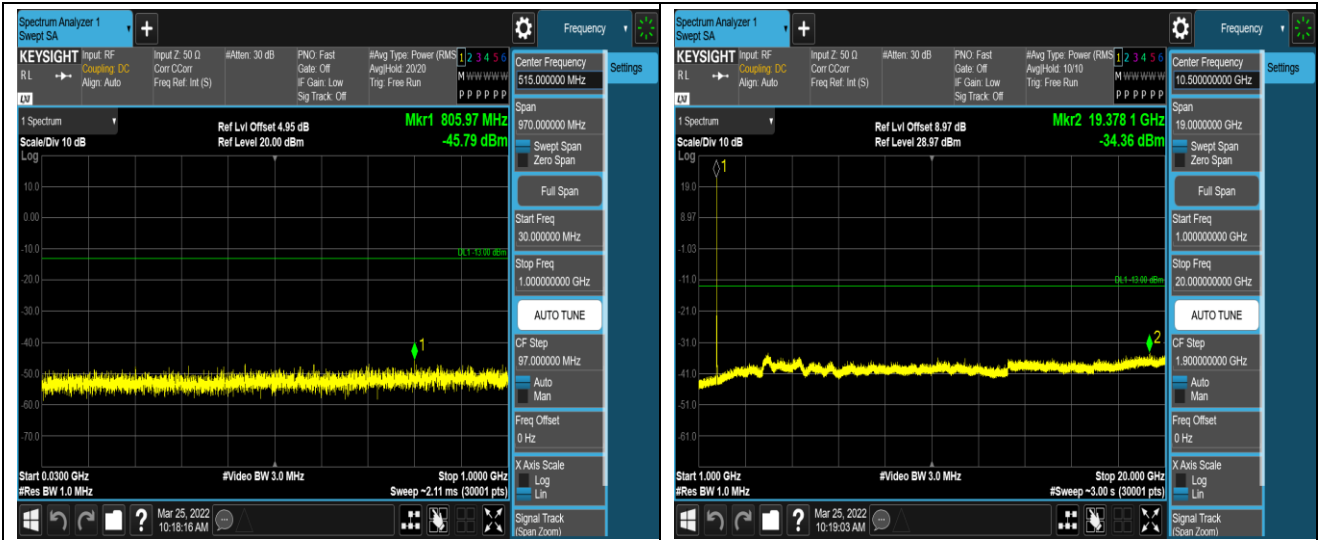 Spectrum Analyzer 1
Swept SA
+
Frequency
KEYSIGHT
RL
Input: RF
Coupling: DC
Align: Auto
Input Z: 50 Ω
Corr CCorr
Freq Ref: Int (S)
#Atten: 30 dB
PNO: Fast
Gate: Off
IF Gain: Low
Sig Track: Off
#Avg Type: Power (RMS
Avg|Hold: 20/20
Trig: Free Run
1 2 3 4 5 6
M W W W W W
P P P P P P
LXI
1 Spectrum
Scale/Div 10 dB
Log
Ref Lvl Offset 4.95 dB
Ref Level 20.00 dBm
Mkr1 805.97 MHz
-45.79 dBm
10.0
0.00
-10.0
DL1 -13.00 dBm
-20.0
-30.0
-40.0
1
-50.0
-60.0
-70.0
Start 0.0300 GHz
#Res BW 1.0 MHz
#Video BW 3.0 MHz
Stop 1.0000 GHz
Sweep ~2.11 ms (30001 pts)
Mar 25, 2022
10:18:16 AM
?
Center Frequency
515.000000 MHz
Settings
Span
970.000000 MHz
Swept Span
Zero Span
Full Span
Start Freq
30.000000 MHz
Stop Freq
1.000000000 GHz
AUTO TUNE
CF Step
97.000000 MHz
Auto
Man
Freq Offset
0 Hz
X Axis Scale
Log
Lin
Signal Track
(Span Zoom)
Spectrum Analyzer 1
Swept SA
+
Frequency
KEYSIGHT
RL
Input: RF
Coupling: DC
Align: Auto
Input Z: 50 Ω
Corr CCorr
Freq Ref: Int (S)
#Atten: 30 dB
PNO: Fast
Gate: Off
IF Gain: Low
Sig Track: Off
#Avg Type: Power (RMS
Avg|Hold: 10/10
Trig: Free Run
1 2 3 4 5 6
M W W W W W
P P P P P P
LXI
1 Spectrum
Scale/Div 10 dB
Log
Ref Lvl Offset 8.97 dB
Ref Level 28.97 dBm
Mkr2 19.378 1 GHz
-34.36 dBm
1
19.0
8.97
-1.03
-11.0
DL1 -13.00 dBm
-21.0
-31.0
2
-41.0
-51.0
-61.0
Start 1.000 GHz
#Res BW 1.0 MHz
#Video BW 3.0 MHz
Stop 20.000 GHz
#Sweep ~3.00 s (30001 pts)
Mar 25, 2022
10:19:03 AM
?
Center Frequency
10.500000000 GHz
Settings
Span
19.0000000 GHz
Swept Span
Zero Span
Full Span
Start Freq
1.000000000 GHz
Stop Freq
20.000000000 GHz
AUTO TUNE
CF Step
1.900000000 GHz
Auto
Man
Freq Offset
0 Hz
X Axis Scale
Log
Lin
Signal Track
(Span Zoom)